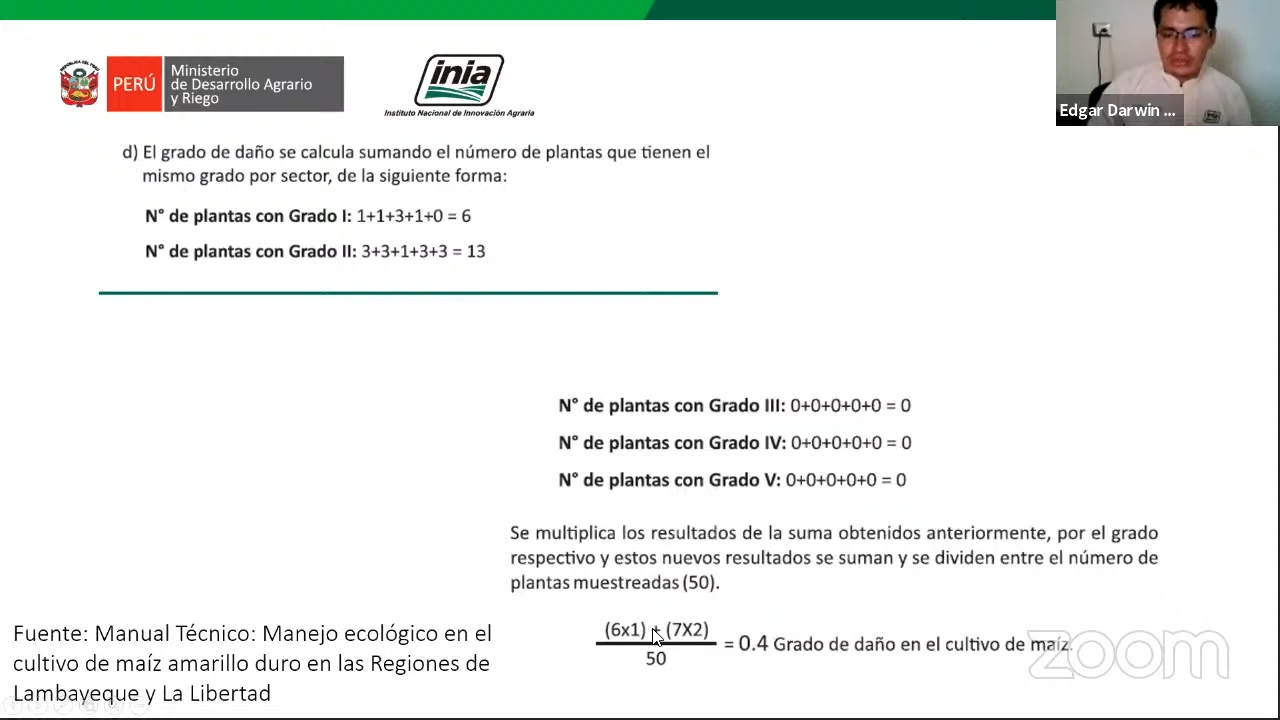 PERÚ
Ministerio
de Desarrollo Agrario
y Riego
inia
Instituto Nacional de Innovación Agraria
Edgar Darwin ...
d) El grado de daño se calcula sumando el número de plantas que tienen el
mismo grado por sector, de la siguiente forma:
N° de plantas con Grado I: 1+1+3+1+0 = 6
N° de plantas con Grado II: 3+3+1+3+3 = 13
N° de plantas con Grado III: 0+0+0+0+0 = 0
N° de plantas con Grado IV: 0+0+0+0+0 = 0
N° de plantas con Grado V: 0+0+0+0+0 = 0
Se multiplica los resultados de la suma obtenidos anteriormente, por el grado
respectivo y estos nuevos resultados se suman y se dividen entre el número de
plantas muestreadas (50).
(6x1) + (7X2)
50
= 0.4 Grado de daño en el cultivo de maíz.
Fuente: Manual Técnico: Manejo ecológico en el
cultivo de maíz amarillo duro en las Regiones de
Lambayeque y La Libertad
zoom